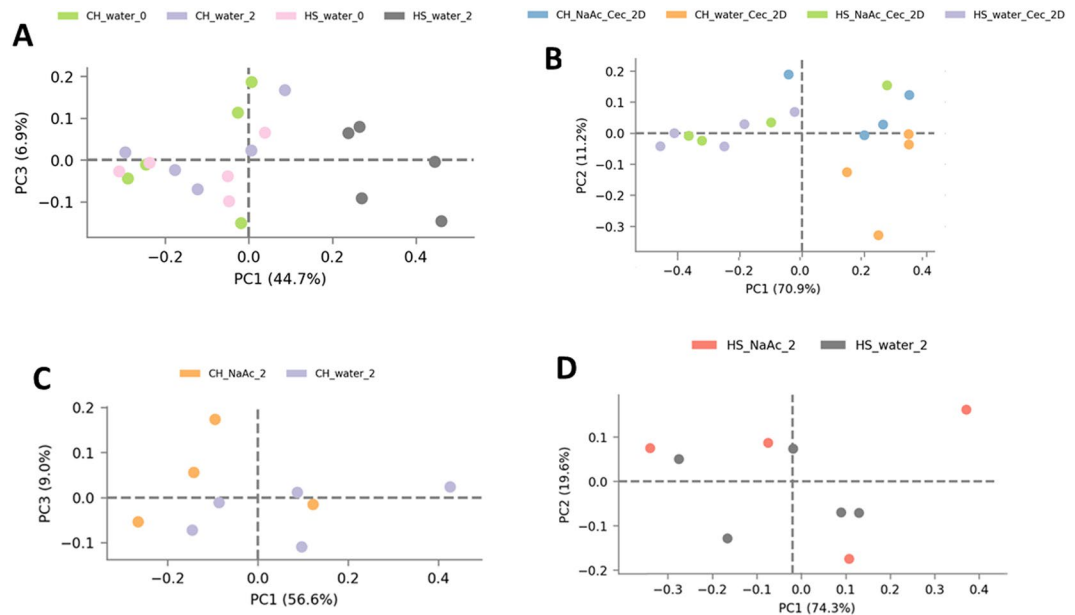 A
CH_water_0 CH_water_2 HS_water_0 HS_water_2
0.2
0.1
0.0
−0.1
PC3 (6.9%)
−0.2 0.0 0.2 0.4
PC1 (44.7%)
B
CH_NaAc_Cec_2D CH_water_Cec_2D HS_NaAc_Cec_2D HS_water_Cec_2D
0.2
0.1
0.0
−0.1
−0.2
−0.3
PC2 (11.2%)
−0.4 −0.2 0.0 0.2 0.4
PC1 (70.9%)
C
CH_NaAc_2 CH_water_2
0.2
0.1
0.0
−0.1
PC3 (9.0%)
−0.2 0.0 0.2 0.4
PC1 (56.6%)
D
HS_NaAc_2 HS_water_2
0.1
0.0
−0.1
−0.2
PC2 (19.6%)
−0.3 −0.2 −0.1 0.0 0.1 0.2 0.3 0.4
PC1 (74.3%)